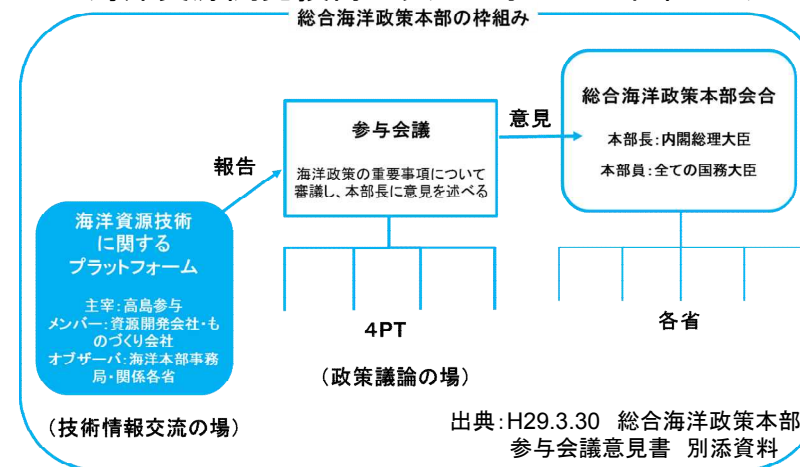 総合海洋政策本部の枠組み
総合海洋政策本部会合
本部長：内閣総理大臣
本部員：全ての国務大臣
意見
参与会議
海洋政策の重要事項について
審議し、本部長に意見を述べる
報告
海洋資源技術
に関する
プラットフォーム
主宰：高島参与
メンバー：資源開発会社・も
のづくり会社
オブザーバ：海洋本部事務
局・関係各省
4PT
各省
（政策議論の場）
（技術情報交流の場）
出典：H29.3.30 総合海洋政策本部
参与会議意見書 別添資料